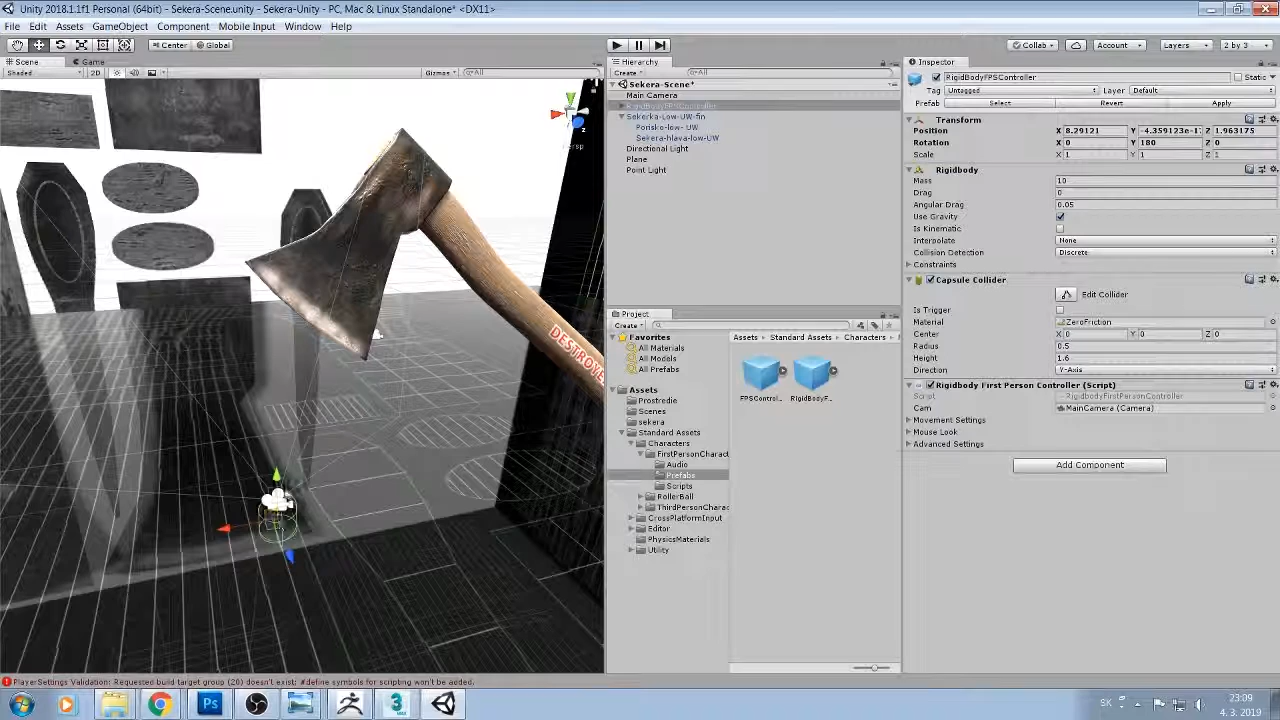 Unity 2018.1.1f1 Personal (64bit) - Sekera-Scene.unity - Sekera-Unity - PC, Mac & Linux Standalone* <DX11>
File Edit Assets GameObject Component Mobile Input Window Help
Center Global Collab Account Layers 2 by 3
Scene Game
Shaded 2D Gizmos All
Persp
DESTROYE
Hierarchy
Create All
Sekera-Scene*
Main Camera
RigidBodyFPSController
Sekerka-Low-UW-fin
Porisko-low- UW
Sekera-hlava-low-UW
Directional Light
Plane
Point Light
Project
Create
Favorites
All Materials
All Models
All Prefabs
Assets
Prostredie
Scenes
sekera
Standard Assets
Characters
FirstPersonCharact
Audio
Prefabs
Scripts
RollerBall
ThirdPersonCharac
CrossPlatformInput
Editor
PhysicsMaterials
Utility
Assets Standard Assets Characters
FPSControl... RigidBodyF...
Inspector
RigidBodyFPSController Static
Tag Untagged Layer Default
Prefab Select Apply
Transform
Position X 8.29121 Y -4.359123e-1 Z 1.963175
Rotation X 0 Y 180 Z 0
Scale X 1 Y 1 Z 1
Rigidbody
Mass 10
Drag 0
Angular Drag 0.05
Use Gravity
Is Kinematic
Interpolate None
Collision Detection Discrete
Constraints
Capsule Collider
Edit Collider
Is Trigger
Material ZeroFriction
Center X 0 Y 0 Z 0
Radius 0.5
Height 1.6
Direction Y-Axis
Rigidbody First Person Controller (Script)
Script RigidbodyFirstPersonController
Cam MainCamera (Camera)
Movement Settings
Mouse Look
Advanced Settings
Add Component
PlayerSettings Validation: Requested build target group (20) doesn't exist; #define symbols for scripting won't be added.
Ps 3 SK 23:09
4. 3. 2019